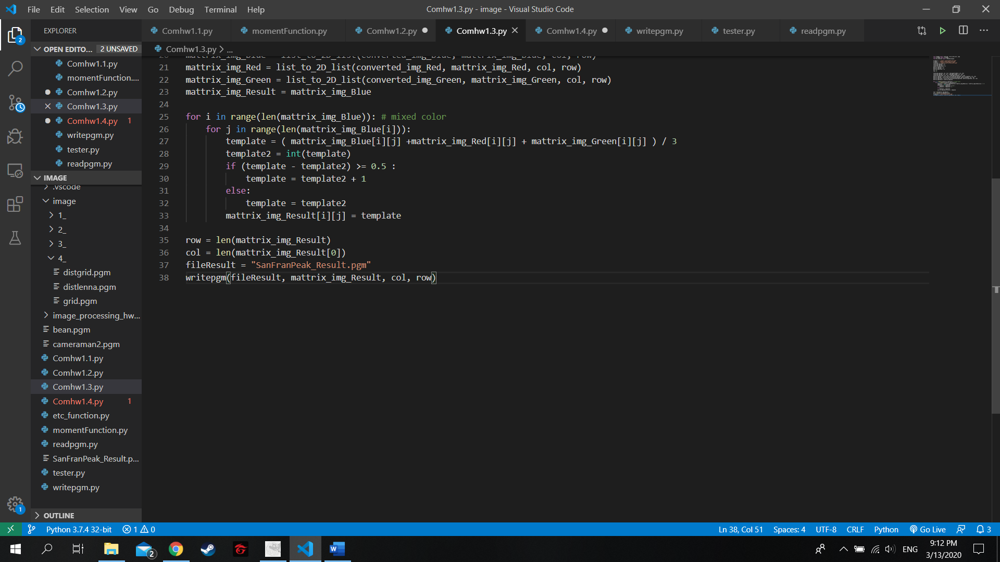 File Edit Selection View Go Debug Terminal Help
Comhw1.3.py - image - Visual Studio Code
EXPLORER
Comhw1.1.py
momentFunction.py
Comhw1.2.py
Comhw1.3.py
Comhw1.4.py
writepgm.py
tester.py
readpgm.py
2
OPEN EDITO... 2 UNSAVED
Comhw1.1.py
momentFunction....
Comhw1.2.py
Comhw1.3.py
Comhw1.4.py 1
writepgm.py
tester.py
readpgm.py
IMAGE
.vscode
image
1_
2_
3_
4_
distgrid.pgm
distlenna.pgm
grid.pgm
image_processing_hw...
bean.pgm
cameraman2.pgm
Comhw1.1.py
Comhw1.2.py
Comhw1.3.py
Comhw1.4.py 1
etc_function.py
momentFunction.py
readpgm.py
SanFranPeak_Result.p...
tester.py
writepgm.py
OUTLINE
1
Comhw1.3.py > ...
20 mattrix_img_Blue = list_to_2D_list(converted_img_Blue, mattrix_img_Blue, col, row)
21 mattrix_img_Red = list_to_2D_list(converted_img_Red, mattrix_img_Red, col, row)
22 mattrix_img_Green = list_to_2D_list(converted_img_Green, mattrix_img_Green, col, row)
23 mattrix_img_Result = mattrix_img_Blue
24
25 for i in range(len(mattrix_img_Blue)): # mixed color
26 for j in range(len(mattrix_img_Blue[i])):
27 template = ( mattrix_img_Blue[i][j] +mattrix_img_Red[i][j] + mattrix_img_Green[i][j] ) / 3
28 template2 = int(template)
29 if (template - template2) >= 0.5 :
30 template = template2 + 1
31 else:
32 template = template2
33 mattrix_img_Result[i][j] = template
34
35 row = len(mattrix_img_Result)
36 col = len(mattrix_img_Result[0])
37 fileResult = "SanFranPeak_Result.pgm"
38 writepgm(fileResult, mattrix_img_Result, col, row)
Python 3.7.4 32-bit 1 0
Ln 38, Col 51 Spaces: 4 UTF-8 CRLF Python Go Live 3
2
W
ENG
9:12 PM
3/13/2020